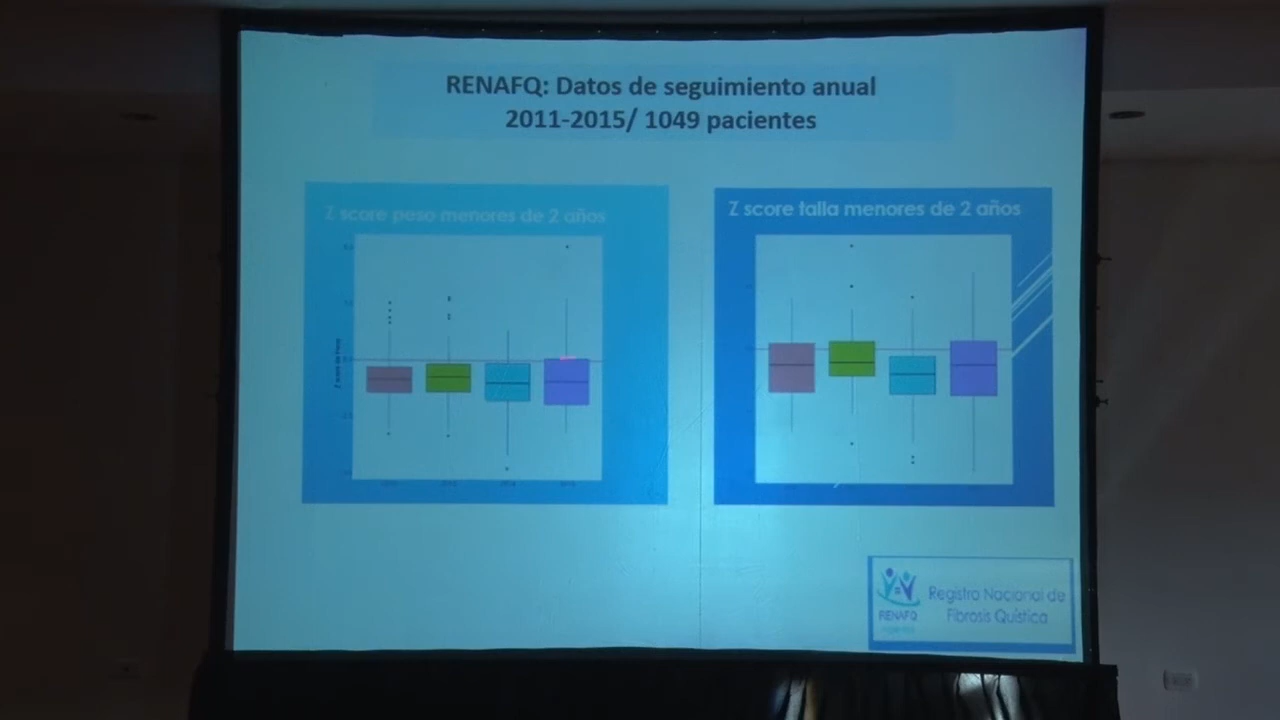 RENAFQ: Datos de seguimiento anual
2011-2015/ 1049 pacientes
Z score peso menores de 2 años
Z score talla menores de 2 años
RENAFQ
Registro Nacional de
Fibrosis Quística